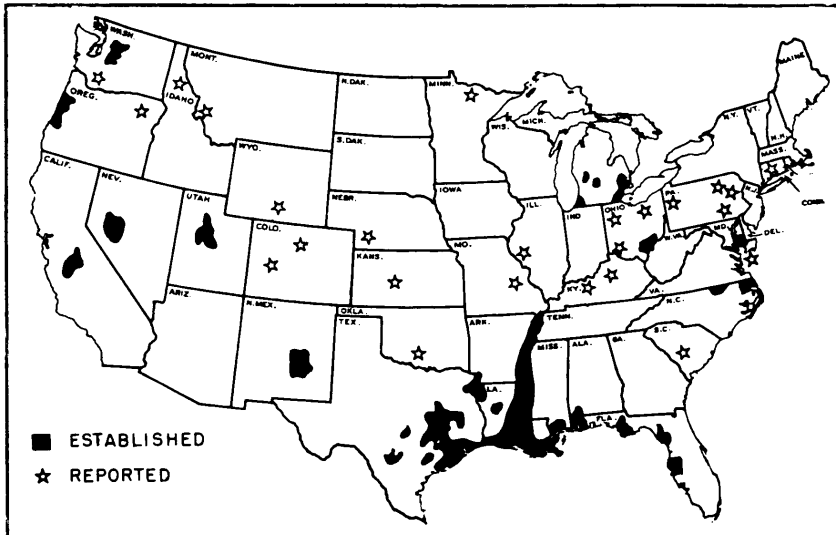 WASH.
MONT.
N.DAK.
MINN.
MAINE
OREG.
IDAHO
WIS.
MICH.
N.Y.
VT.
N.H.
MASS.
S.DAK.
WYO.
CALIF.
NEV.
UTAH
NEBR.
IOWA
PA.
N.J.
CONN.
COLO.
ILL.
IND
OHIO
W.VA.
MD.
DEL.
KANS.
MO.
KY.
VA.
ARIZ.
N.MEX.
OKLA.
TEX.
ARK.
TENN.
N.C.
S.C.
MISS.
ALA.
GA.
LA.
FLA.
ESTABLISHED
REPORTED